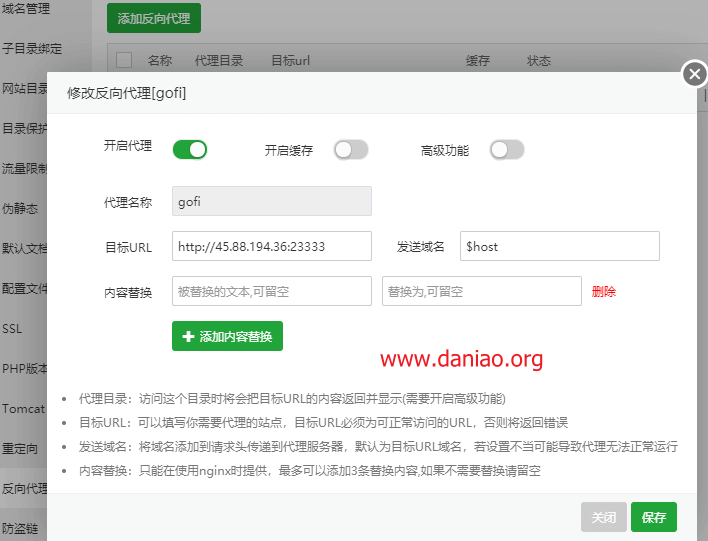 域名管理
添加反向代理
子目录绑定
名称 代理目录 目标url 缓存 状态
网站目录
修改反向代理[gofi]
目录保护
开启代理 开启缓存 高级功能
流量限制
代理名称 gofi
伪静态
目标URL http://45.88.194.36:23333 发送域名 $host
默认文档
内容替换 被替换的文本,可留空 替换为,可留空 删除
配置文件
SSL
添加内容替换
www.daniao.org
PHP版本
代理目录：访问这个目录时将会把目标URL的内容返回并显示(需要开启高级功能)
Tomcat
目标URL：可以填写你需要代理的站点，目标URL必须为可正常访问的URL，否则将返回错误
重定向
发送域名：将域名添加到请求头传递到代理服务器，默认为目标URL域名，若设置不当可能导致代理无法正常运行
内容替换：只能在使用nginx时提供，最多可以添加3条替换内容,如果不需要替换请留空
反向代理
关闭 保存
防盗链